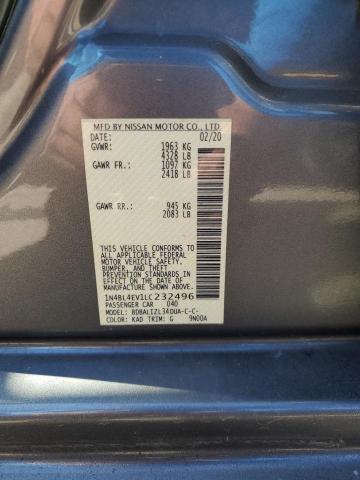 MFD BY NISSAN MOTOR CO., LTD.
DATE: 02/20
GVWR: 1963 KG
4328 LB
GAWR FR.: 1097 KG
2418 LB
GAWR RR.: 945 KG
2083 LB
THIS VEHICLE CONFORMS TO
ALL APPLICABLE FEDERAL
MOTOR VEHICLE SAFETY,
BUMPER, AND THEFT
PREVENTION STANDARDS IN
EFFECT ON THE DATE OF
MANUFACTURE SHOWN ABOVE.
1N4BL4EV1LC232496
PASSENGER CAR 040
MODEL: BDBALIZL34DUA-C-C-
COLOR: KAD TRIM: G 9N00A